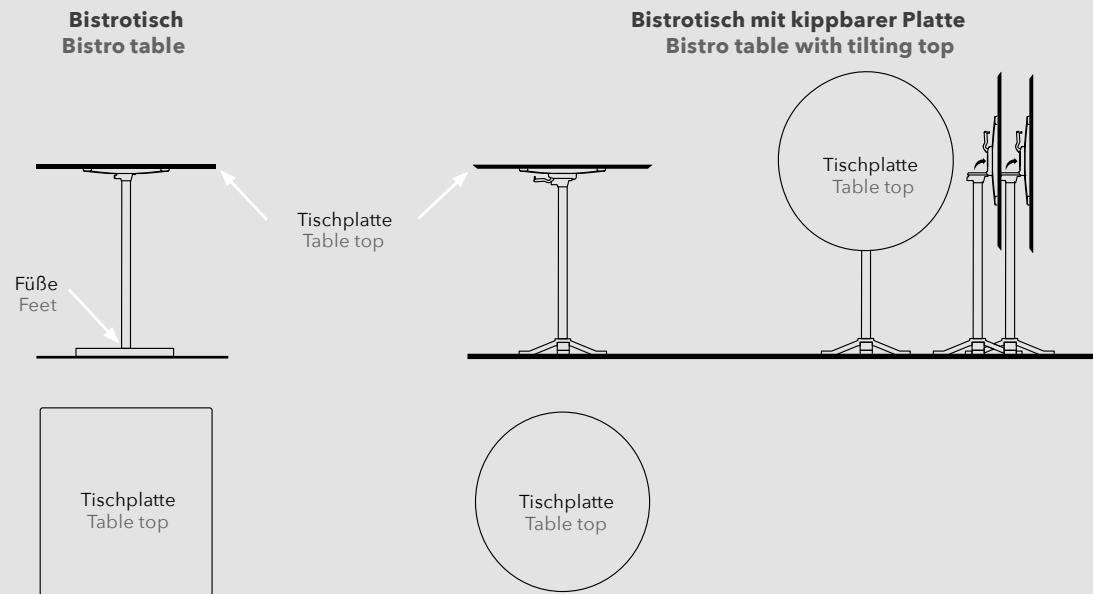 Bistrotisch
Bistro table
Bistrotisch mit kippbarer Platte
Bistro table with tilting top
Tischplatte
Table top
Tischplatte
Table top
Füße
Feet
Tischplatte
Table top
Tischplatte
Table top